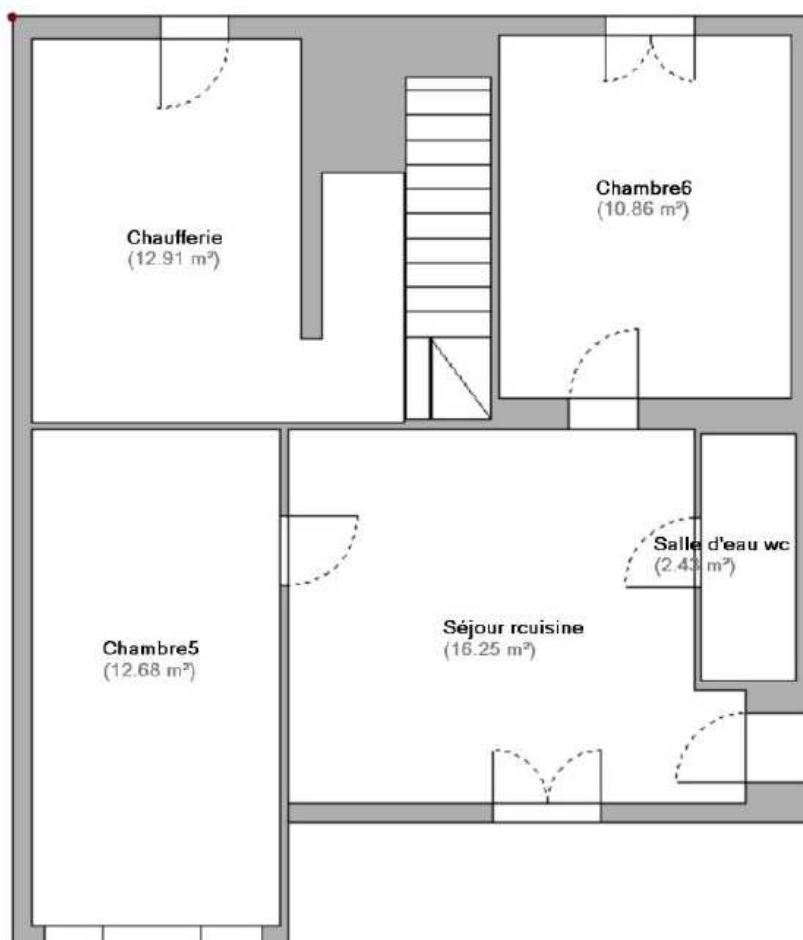 Chambre6
(10.86 m²)
Chaufferie
(12.91 m²)
Salle d'eau wc
(2.43 m²)
Séjour rcuisine
(16.25 m²)
Chambre5
(12.68 m²)